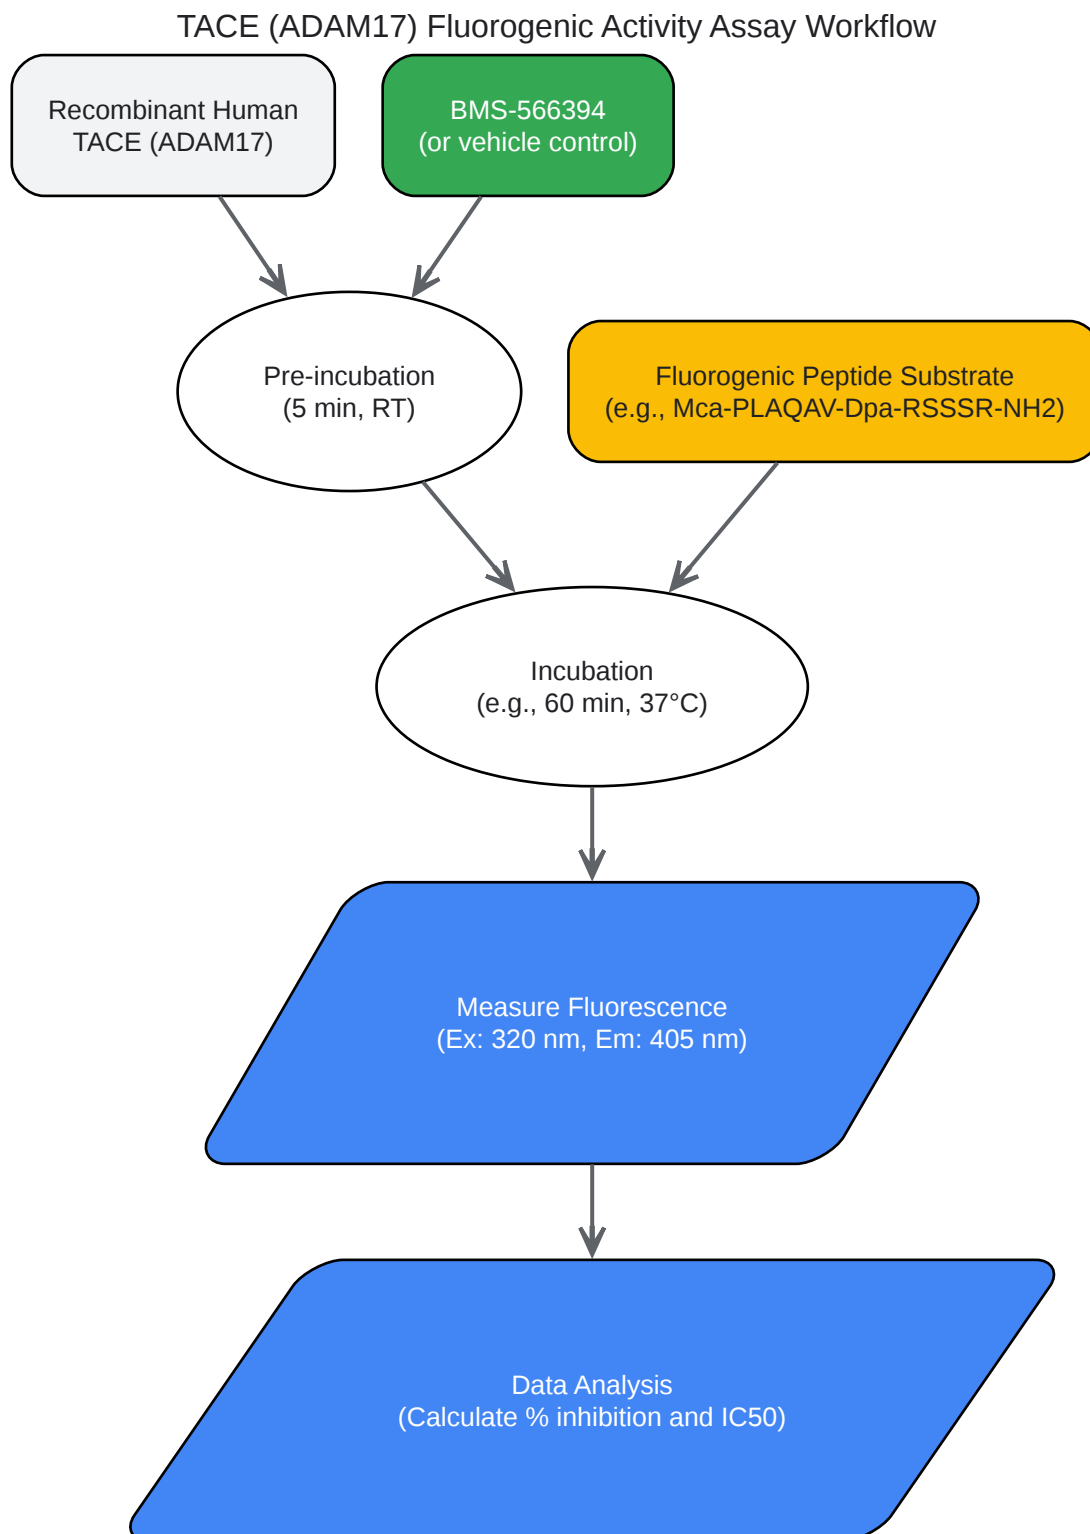 TACE (ADAM17) Fluorogenic Activity Assay Workflow
Recombinant Human
TACE (ADAM17)
BMS-566394
(or vehicle control)
Pre-incubation
(5 min, RT)
Fluorogenic Peptide Substrate
(e.g., Mca-PLAQAV-Dpa-RSSSR-NH2)
Incubation
(e.g., 60 min, 37°C)
Measure Fluorescence
(Ex: 320 nm, Em: 405 nm)
Data Analysis
(Calculate % inhibition and IC50)